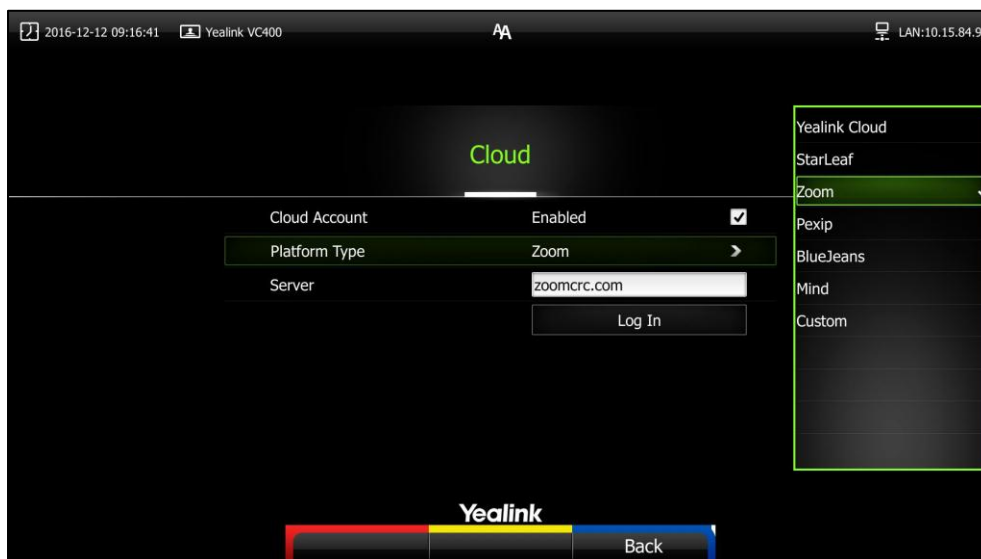 2016-12-12 09:16:41 Yealink VC400 AA LAN:10.15.84.9
Cloud
Cloud Account Enabled
Platform Type Zoom
Server zoomcrc.com
Log In
Yealink Cloud
StarLeaf
Zoom
Pexip
BlueJeans
Mind
Custom
Yealink
Back